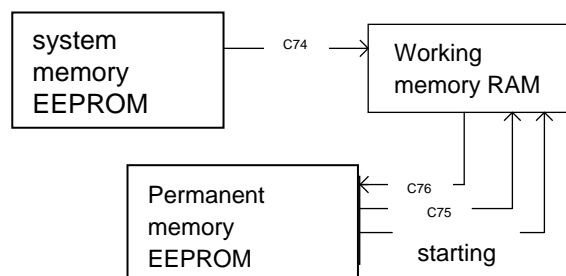 system
memory
EEPROM
C74
Working
memory RAM
C76
C75
Permanent
memory
EEPROM
starting